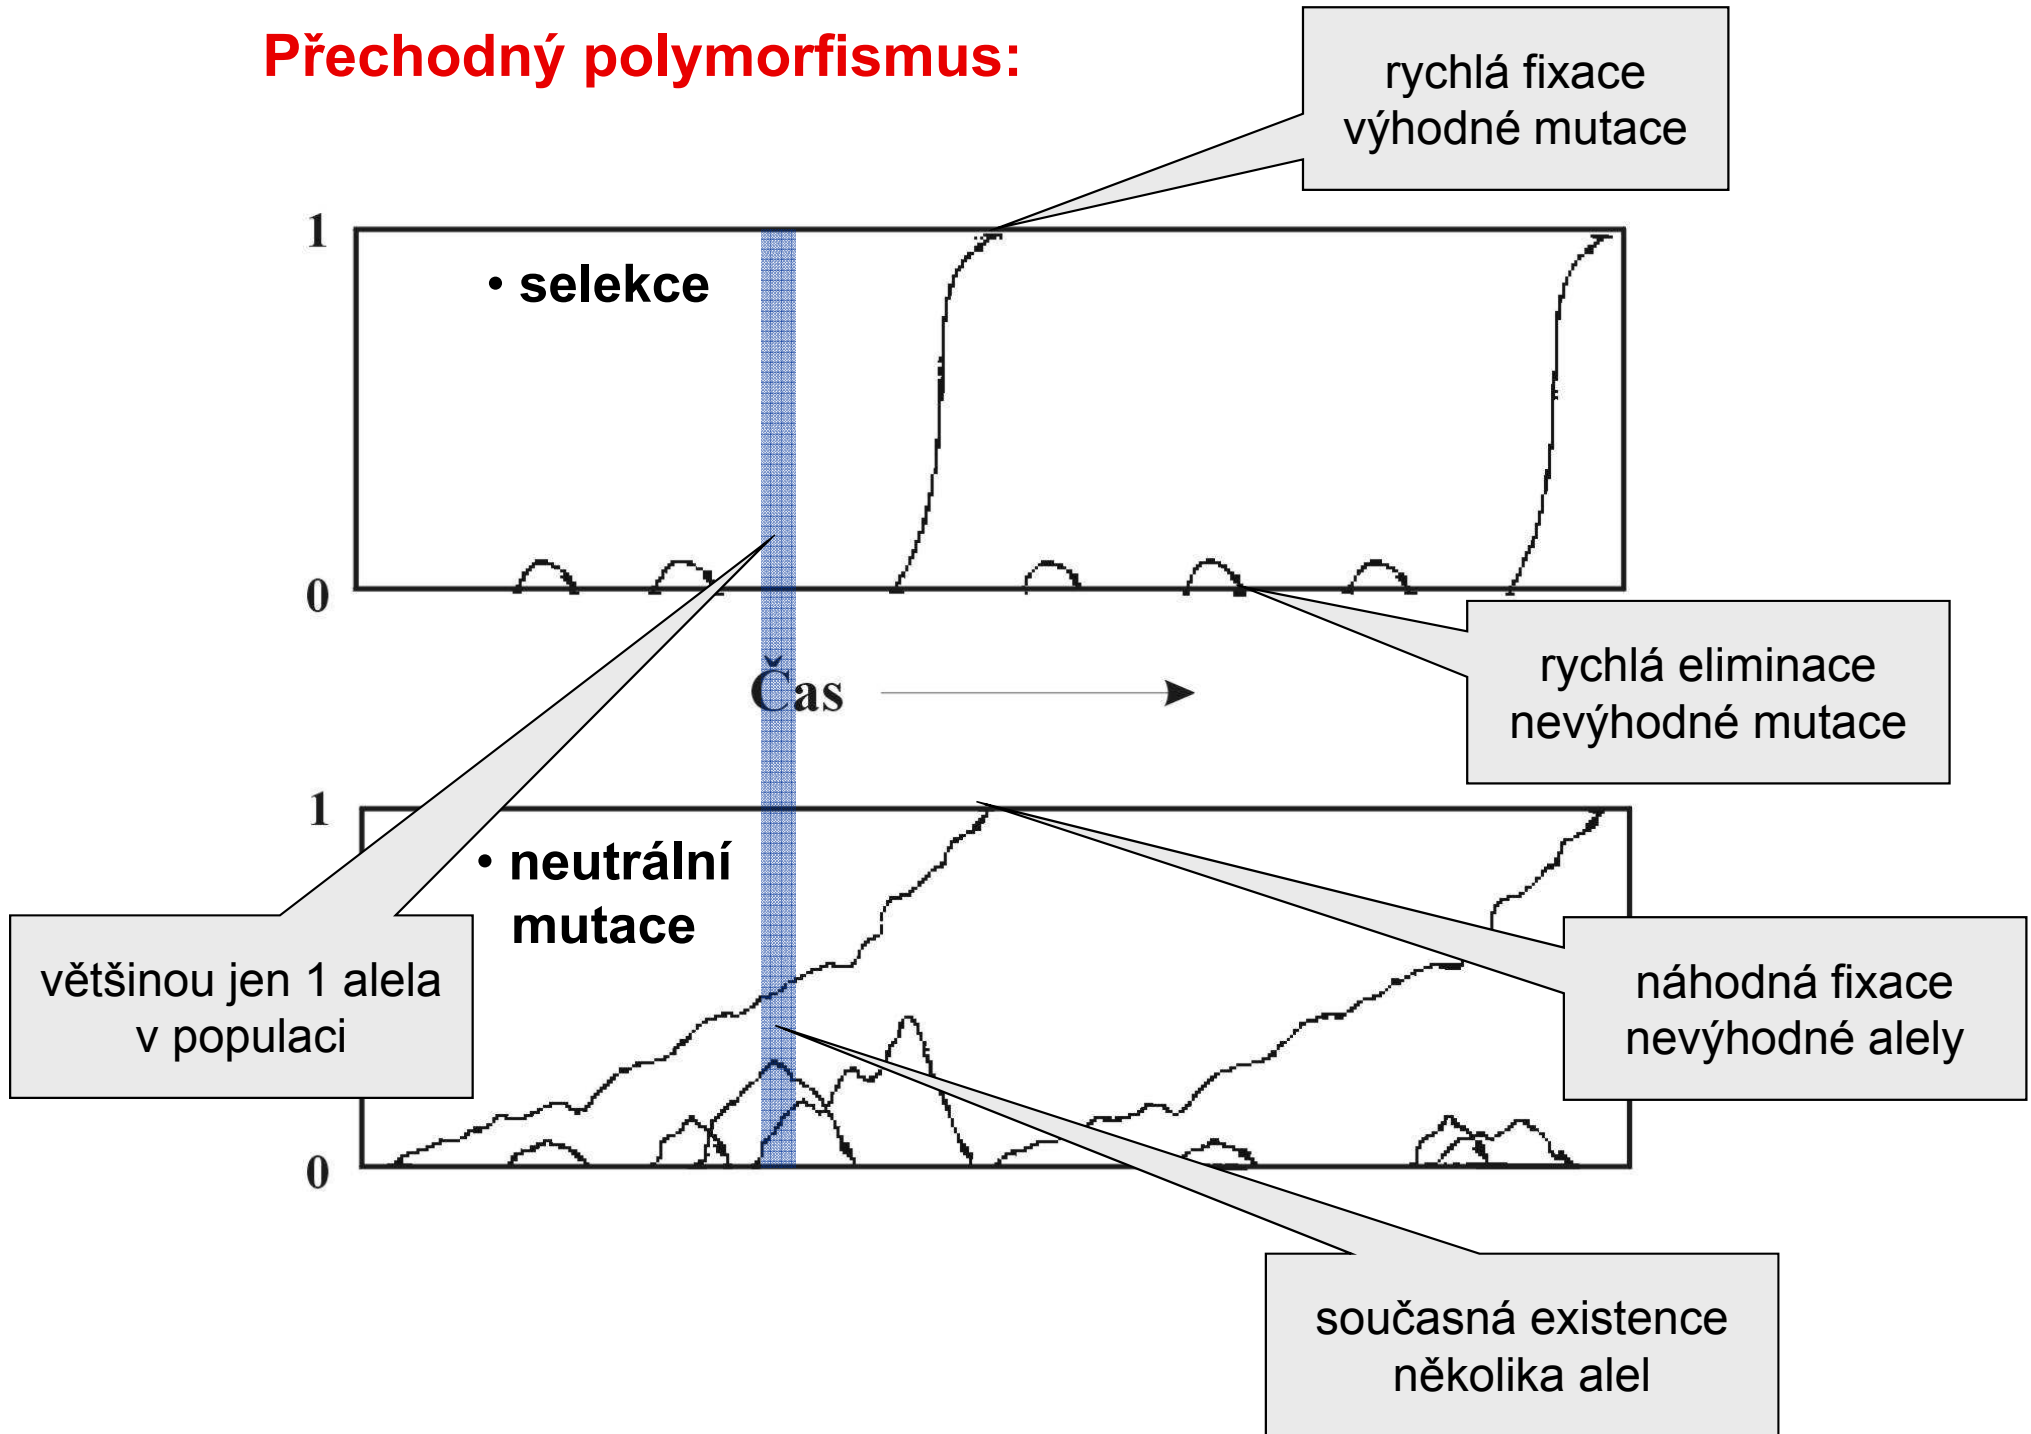 Přechodný polymorfismus:
rychlá fixace
výhodné mutace
1
• selekce
0
rychlá eliminace
nevýhodné mutace
Čas
1
• neutrální
mutace
většinou jen 1 alela
v populaci
náhodná fixace
nevýhodné alely
0
současná existence
několika alel